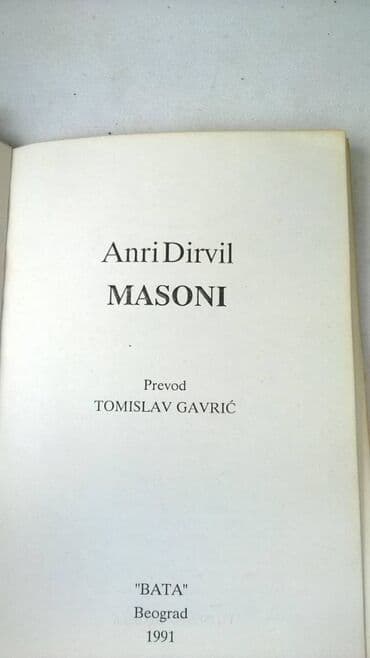 Anri Dirvil
MASONI
Prevod
TOMISLAV GAVRIĆ
"BATA"
Beograd
1991